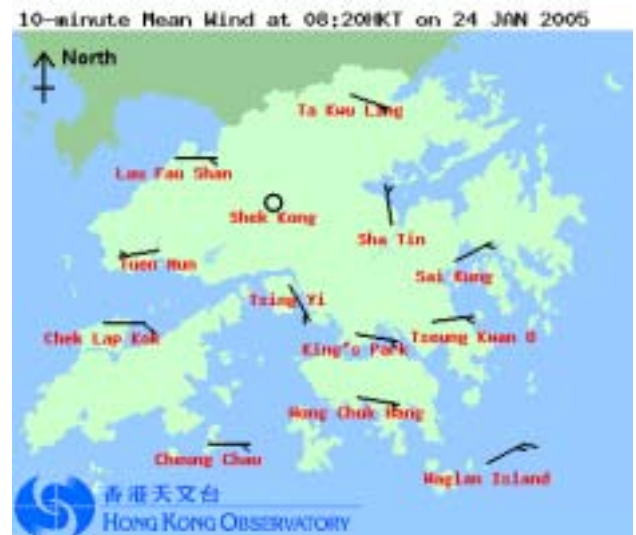 10-minute Mean Wind at 08:20HKT on 24 JAN 2005
North
Ta Kwu Lang
Lau Fau Shan
Shek Kong
Sha Tin
Tuen Mun
Sai Kung
Tsing Yi
Chek Lap Kok
King's Park
Tseung Kwan O
Wong Chuk Hang
Cheung Chau
Waglan Island
香港天文台
HONG KONG OBSERVATORY